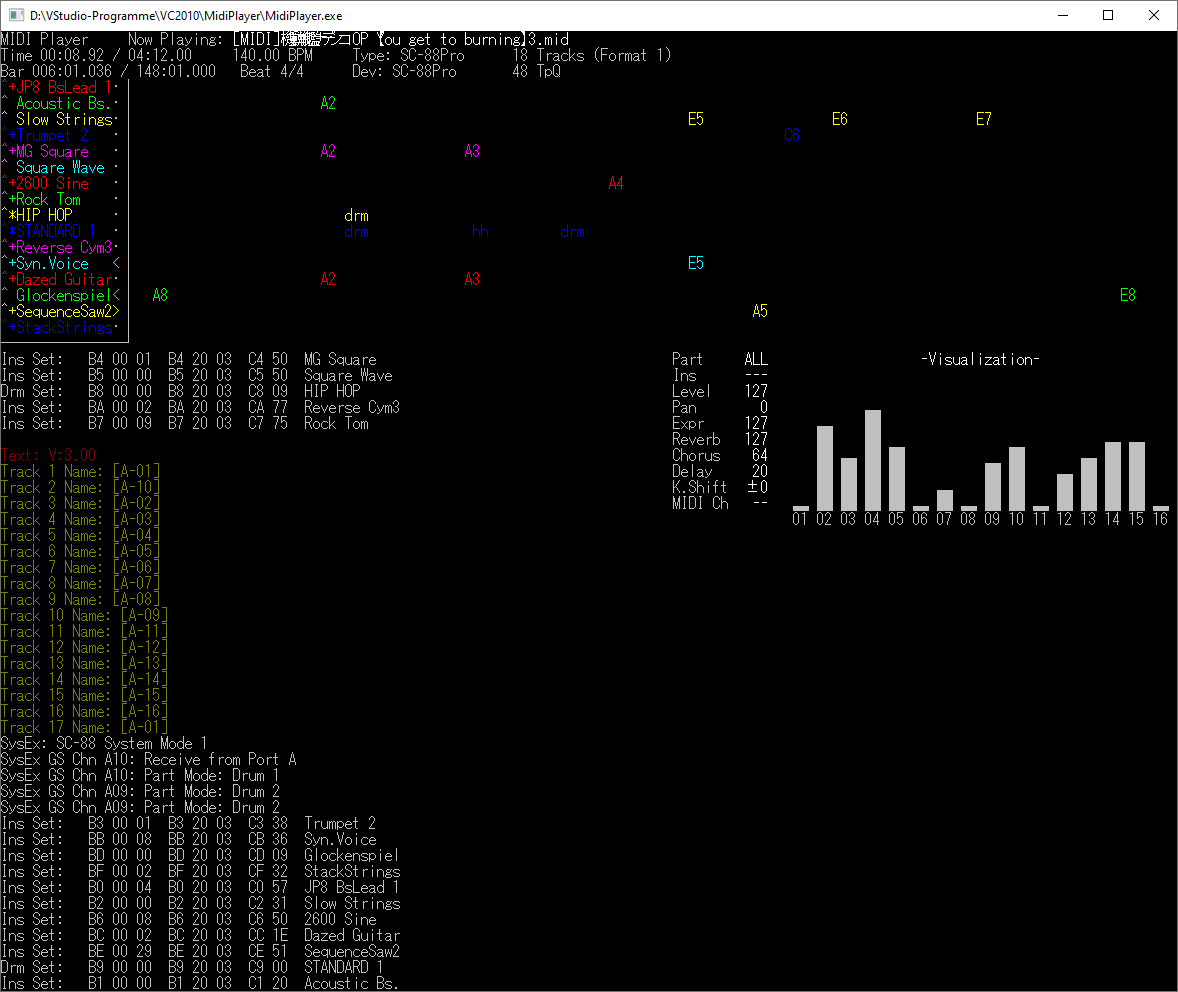 D:\VStudio-Programme\VC2010\MidiPlayer\MidiPlayer.exe
MIDI Player Now Playing: [MIDI] OP You get to burning】3.mid
Time 00:08.92 / 04:12.00 140.00 BPM Type: SC-88Pro 18 Tracks (Format 1)
Bar 006:01.036 / 148:01.000 Beat 4/4 Dev: SC-88Pro 48 TpQ
^+JP8 BsLead 1·
^ Acoustic Bs.· A2
^ Slow Strings· E5 E6 E7
^+Trumpet 2 · C6
^+MG Square · A2 A3
^ Square Wave ·
^+2600 Sine · A4
^+Rock Tom ·
^*HIP HOP · drm
^*STANDARD 1 · drm hh drm
^+Reverse Cym3·
^+Syn.Voice < E5
^+Dazed Guitar· A2 A3
^ Glockenspiel< A8 E8
^+SequenceSaw2> A5
^+StackStrings·
Ins Set: B4 00 01 B4 20 03 C4 50 MG Square
Ins Set: B5 00 00 B5 20 03 C5 50 Square Wave
Drm Set: B8 00 00 B8 20 03 C8 09 HIP HOP
Ins Set: BA 00 02 BA 20 03 CA 77 Reverse Cym3
Ins Set: B7 00 09 B7 20 03 C7 75 Rock Tom
Part ALL
Ins ---
Level 127
Pan 0
Expr 127
Reverb 127
Chorus 64
Delay 20
K.Shift ±0
MIDI Ch --
-Visualization-
01 02 03 04 05 06 07 08 09 10 11 12 13 14 15 16
Text: V:3.00
Track 1 Name: [A-01]
Track 2 Name: [A-10]
Track 3 Name: [A-02]
Track 4 Name: [A-03]
Track 5 Name: [A-04]
Track 6 Name: [A-05]
Track 7 Name: [A-06]
Track 8 Name: [A-07]
Track 9 Name: [A-08]
Track 10 Name: [A-09]
Track 11 Name: [A-11]
Track 12 Name: [A-12]
Track 13 Name: [A-13]
Track 14 Name: [A-14]
Track 15 Name: [A-15]
Track 16 Name: [A-16]
Track 17 Name: [A-01]
SysEx: SC-88 System Mode 1
SysEx GS Chn A10: Receive from Port A
SysEx GS Chn A10: Part Mode: Drum 1
SysEx GS Chn A09: Part Mode: Drum 2
SysEx GS Chn A09: Part Mode: Drum 2
Ins Set: B3 00 01 B3 20 03 C3 38 Trumpet 2
Ins Set: BB 00 08 BB 20 03 CB 36 Syn.Voice
Ins Set: BD 00 00 BD 20 03 CD 09 Glockenspiel
Ins Set: BF 00 02 BF 20 03 CF 32 StackStrings
Ins Set: B0 00 04 B0 20 03 C0 57 JP8 BsLead 1
Ins Set: B2 00 00 B2 20 03 C2 31 Slow Strings
Ins Set: B6 00 08 B6 20 03 C6 50 2600 Sine
Ins Set: BC 00 02 BC 20 03 CC 1E Dazed Guitar
Ins Set: BE 00 29 BE 20 03 CE 51 SequenceSaw2
Drm Set: B9 00 00 B9 20 03 C9 00 STANDARD 1
Ins Set: B1 00 00 B1 20 03 C1 20 Acoustic Bs.